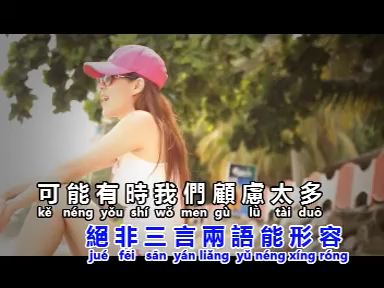 可能有時我們顧慮太多
kě néng yǒu shí wǒ men gù lǜ tài duō
絕非三言兩語能形容
jué fēi sān yán liǎng yǔ néng xíng róng